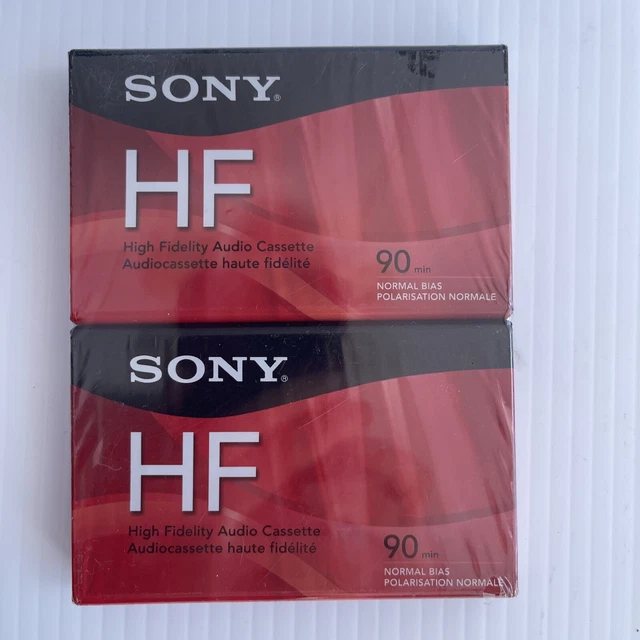 SONY®
HF
High Fidelity Audio Cassette
Audiocassette haute fidélité
90 min
NORMAL BIAS
POLARISATION NORMALE
SONY®
HF
High Fidelity Audio Cassette
Audiocassette haute fidélité
90 min
NORMAL BIAS
POLARISATION NORMALE